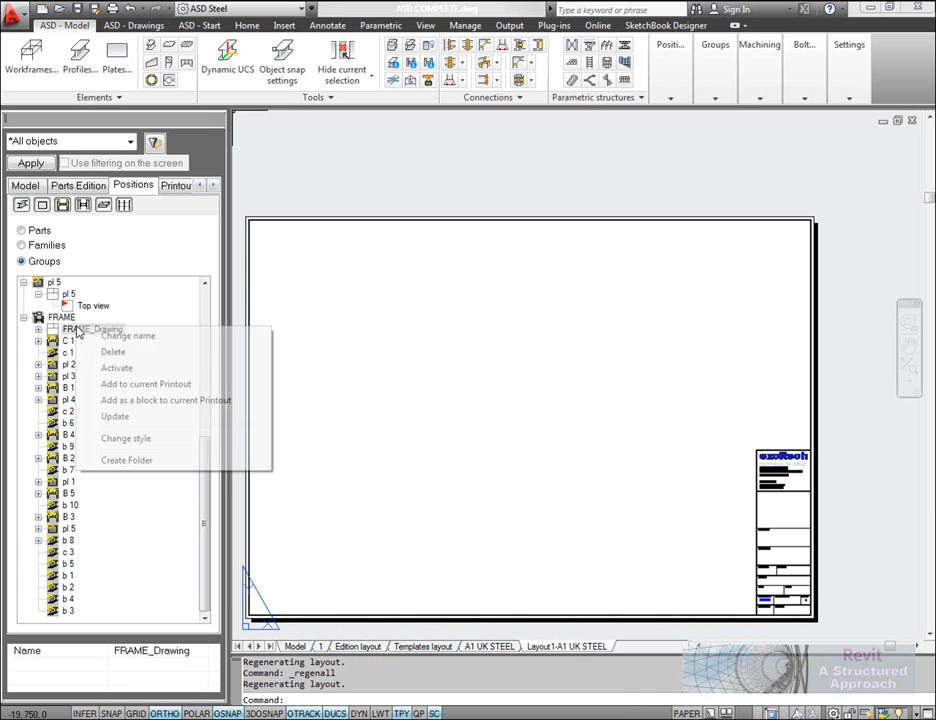 ASD Steel
ASD COMPLETE.dwg
Type a keyword or phrase
Sign In
ASD - Model
ASD - Drawings
ASD - Start
Home
Insert
Annotate
Parametric
View
Manage
Output
Plug-ins
Online
SketchBook Designer
Workframes...
Profiles...
Plates...
Dynamic UCS
Object snap settings
Hide current selection
Positi...
Groups
Machining
Bolt...
Settings
Elements
Tools
Connections
Parametric structures
*All objects
Apply
Use filtering on the screen
Model
Parts Edition
Positions
Printou
Parts
Families
Groups
pl 5
pl 5
Top view
FRAME
FRAME_Drawing
C 1
c 1
pl 2
pl 3
B 1
pl 4
c 2
b 6
B 4
b 9
B 2
b 7
pl 1
B 5
b 10
B 3
pl 5
b 8
c 3
b 5
b 1
b 2
b 4
b 3
Change name
Delete
Activate
Add to current Printout
Add as a block to current Printout
Update
Change style
Create Folder
Name
FRAME_Drawing
Model
1
Edition layout
Templates layout
A1 UK STEEL
Layout1-A1 UK STEEL
Regenerating layout.
Command: _regenall
Regenerating layout.
Command:
Revit
A Structured
Approach
-19, 750, 0
INFER SNAP GRID ORTHO POLAR OSNAP 3DOSNAP OTRACK DUCS DYN LWT TPY QP SC
PAPER